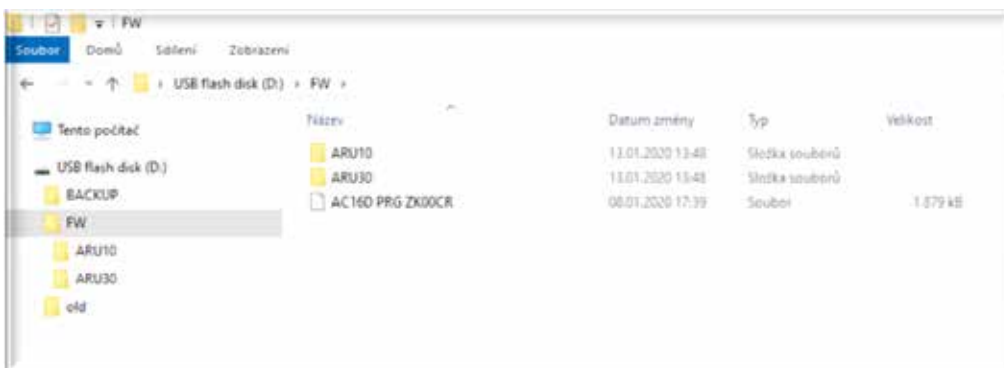 FW
Soubor Domů Sdílení Zobrazení
USB flash disk (D:) › FW ›
Tento počítač
USB flash disk (D:)
BACKUP
FW
ARU10
ARU30
old
Název Datum změny Typ Velikost
ARU10 13.01.2020 13:48 Složka souborů
ARU30 13.01.2020 13:48 Složka souborů
AC16D PRG ZK00CR 08.01.2020 17:39 Soubor 1 879 kB